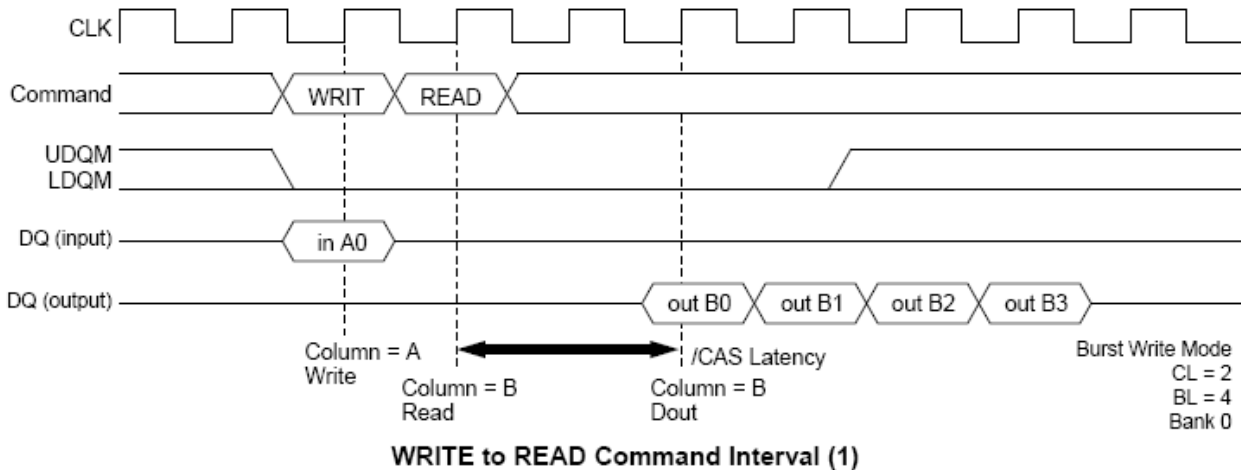 CLK
Command
WRIT
READ
UDQM
LDQM
DQ (input)
in A0
DQ (output)
out B0
out B1
out B2
out B3
Column = A
Write
Column = B
Read
/CAS Latency
Column = B
Dout
Burst Write Mode
CL = 2
BL = 4
Bank 0
WRITE to READ Command Interval (1)